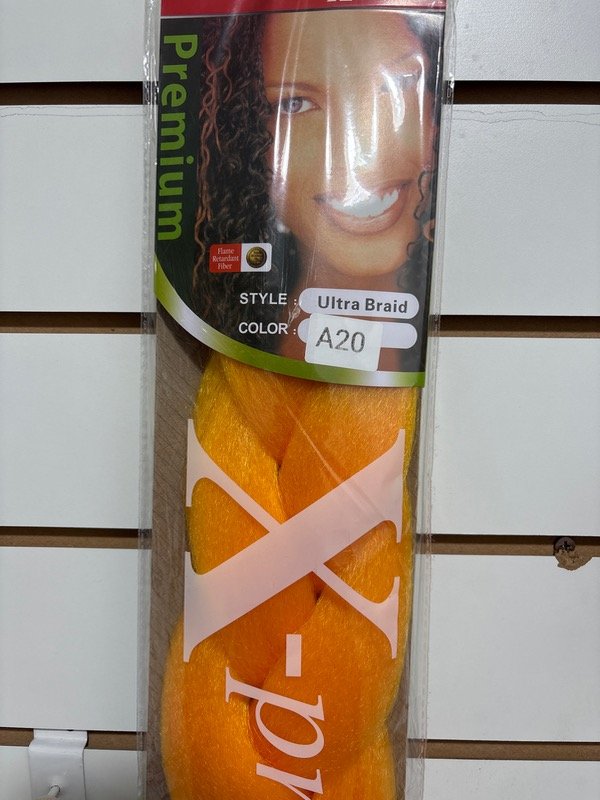 Premium
Flame
Retardant
Fiber
STYLE : Ultra Braid
COLOR : A20
X-pr